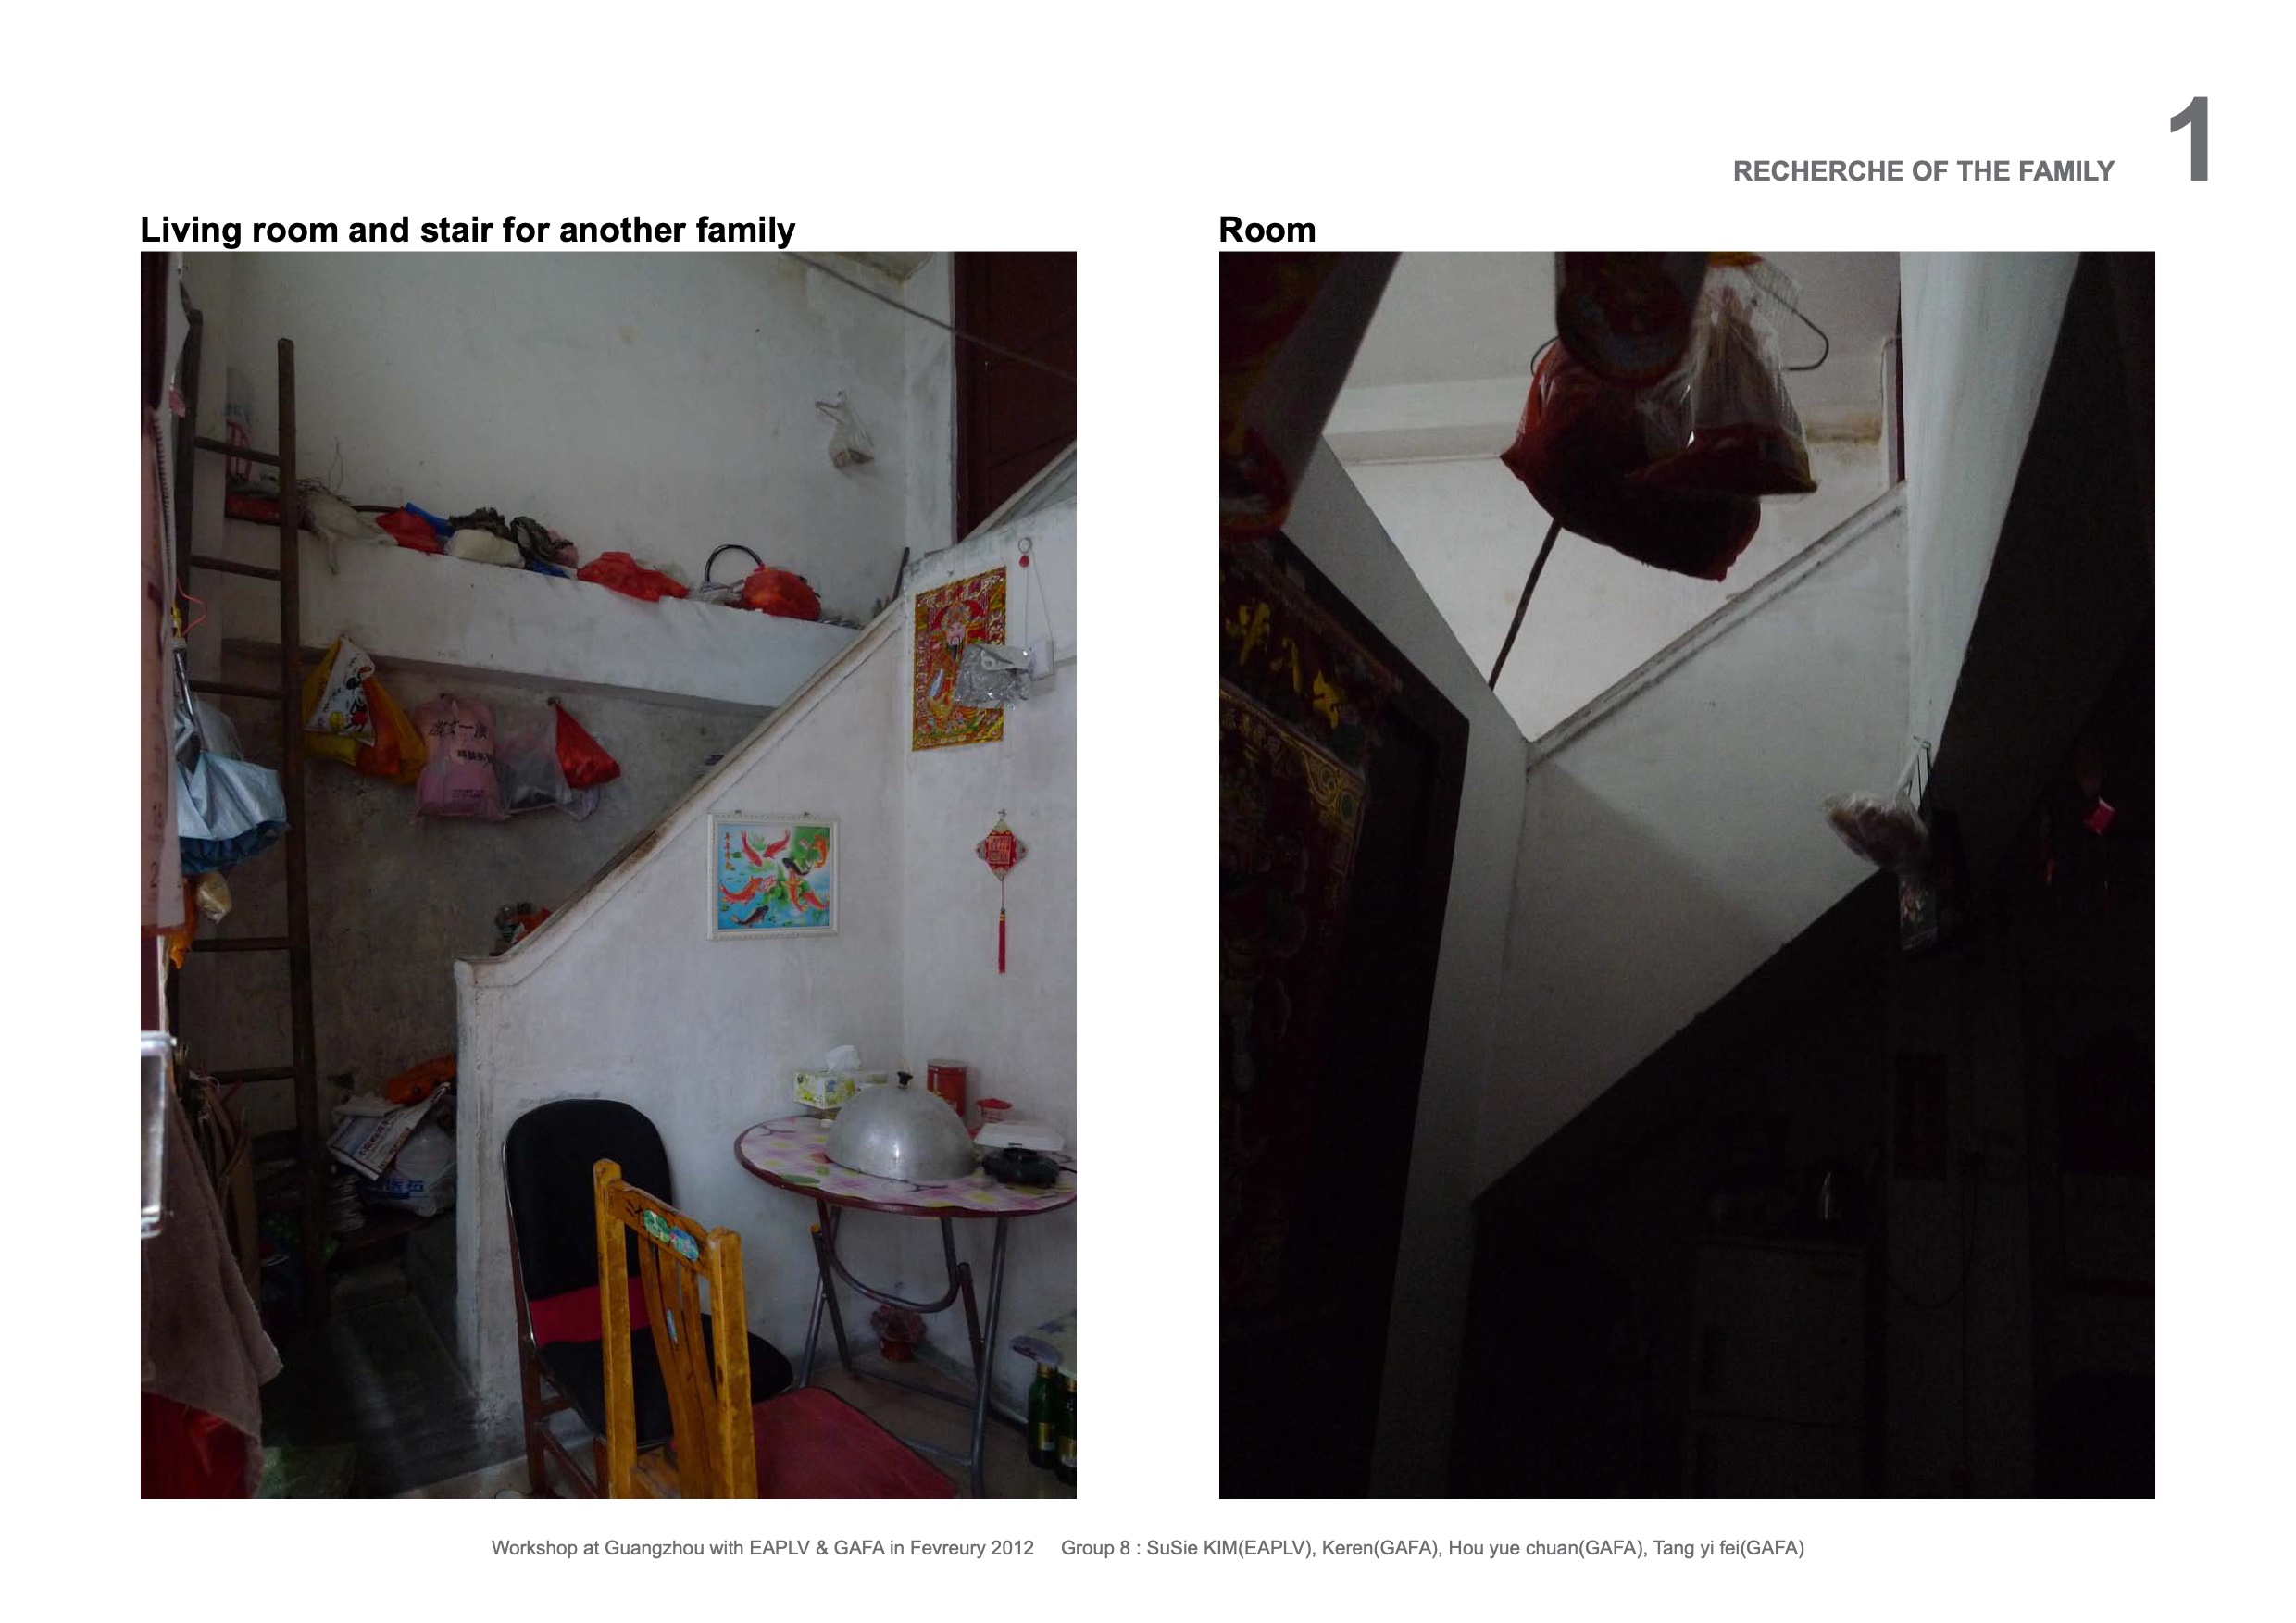 RECHERCHE OF THE FAMILY 1
Living room and stair for another family
Room
Workshop at Guangzhou with EAPLV & GAFA in Fevreury 2012 Group 8 : SuSie KIM(EAPLV), Keren(GAFA), Hou yue chuan(GAFA), Tang yi fei(GAFA)